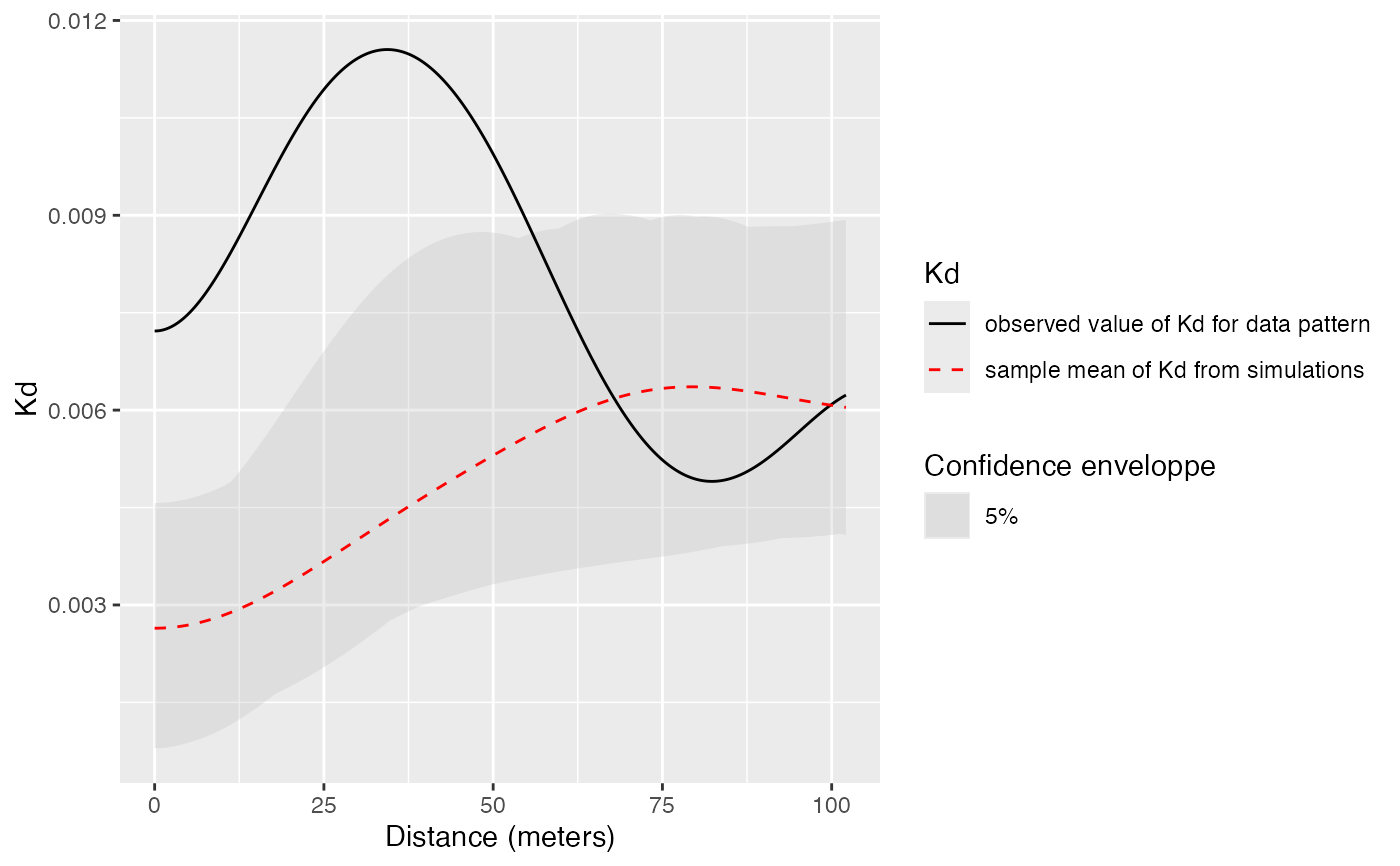 0.012
0.009
0.006
0.003
Kd
0
25
50
75
100
Distance (meters)
Kd
observed value of Kd for data pattern
sample mean of Kd from simulations
Confidence enveloppe
5%